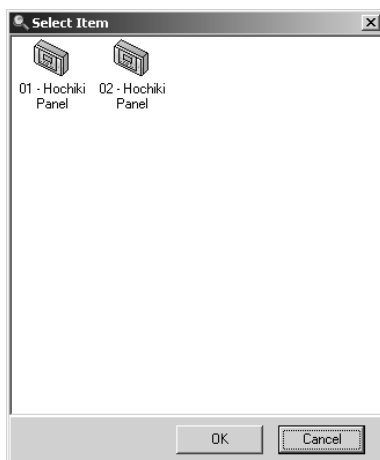 Select Item
01 - Hochiki
Panel
02 - Hochiki
Panel
OK
Cancel